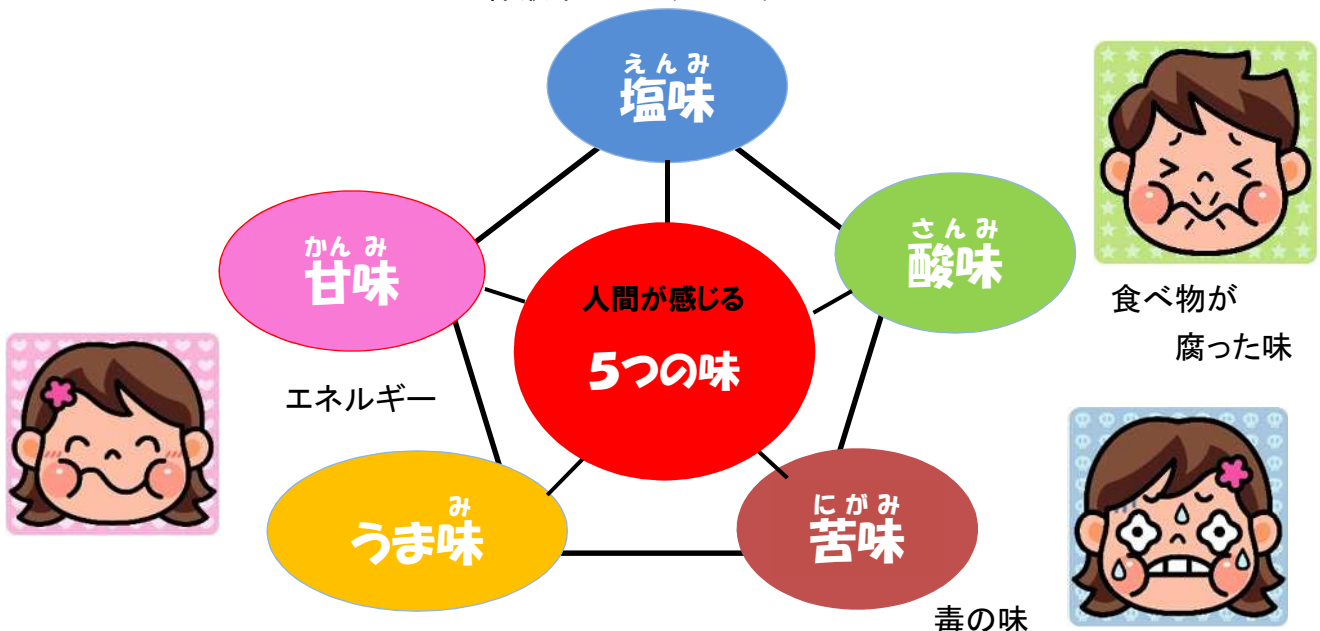 えんみ
塩味
かんみ
甘味
さんみ
酸味
人間が感じる
5つの味
食べ物が
腐った味
エネルギー
み
うま味
にがみ
苦味
毒の味